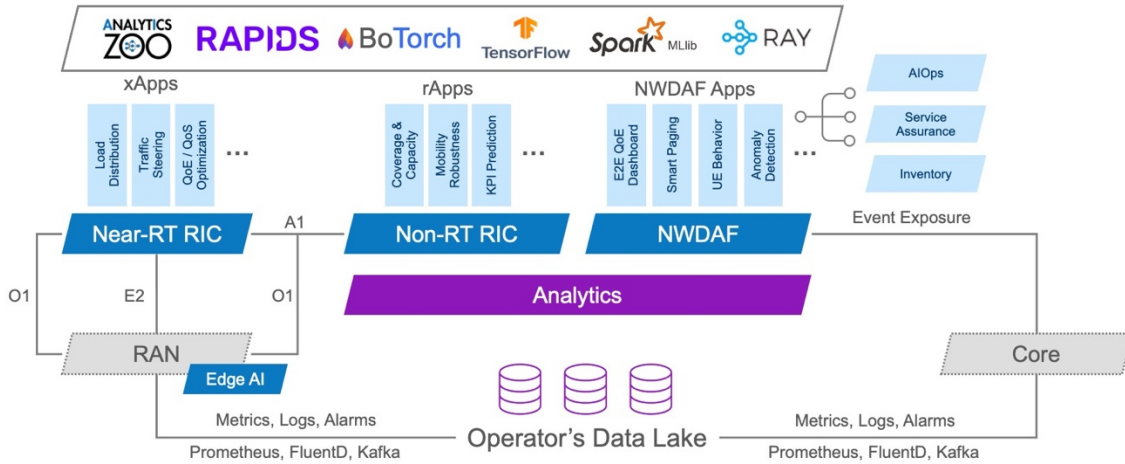 ANALYTICS
ZOO
RAPIDS
BoTorch
TensorFlow
Spark MLlib
RAY
xApps
rApps
NWDAF Apps
Load
Distribution
Traffic
Steering
QoE / QoS
Optimization
...
Coverage &
Capacity
Mobility
Robustness
KPI Prediction
...
E2E QoE
Dashboard
Smart Paging
UE Behavior
Anomaly
Detection
...
AIOps
Service
Assurance
Inventory
Near-RT RIC
A1
Non-RT RIC
NWDAF
Event Exposure
O1
E2
O1
Analytics
RAN
Edge AI
Core
Metrics, Logs, Alarms
Prometheus, FluentD, Kafka
Operator’s Data Lake
Metrics, Logs, Alarms
Prometheus, FluentD, Kafka